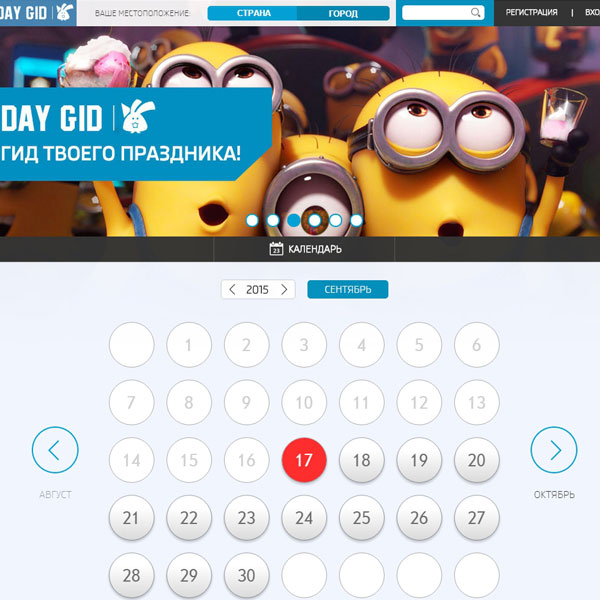 DAY GID
ВАШЕ МЕСТОПОЛОЖЕНИЕ:
СТРАНА
ГОРОД
РЕГИСТРАЦИЯ | ВХО
DAY GID
ГИД ТВОЕГО ПРАЗДНИКА!
23 КАЛЕНДАРЬ
2015 СЕНТЯБРЬ
1 2 3 4 5 6
7 8 9 10 11 12 13
14 15 16 17 18 19 20
АВГУСТ
ОКТЯБРЬ
21 22 23 24 25 26 27
28 29 30